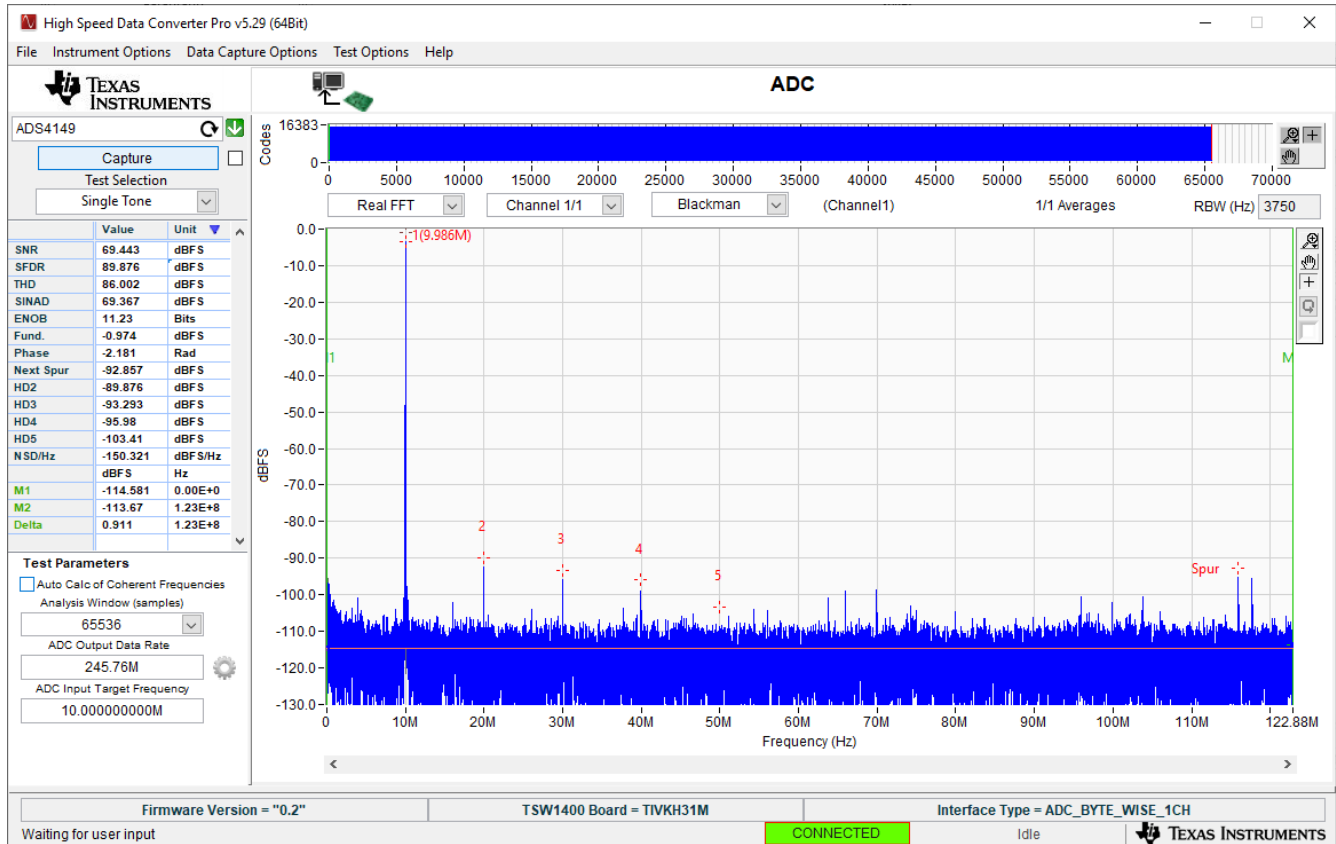 High Speed Data Converter Pro v5.29 (64Bit)
File Instrument Options Data Capture Options Test Options Help
TEXAS
INSTRUMENTS
ADC
ADS4149
Capture
Test Selection
Single Tone
Value Unit
SNR 69.443 dBFS
SFDR 89.876 dBFS
THD 86.002 dBFS
SINAD 69.367 dBFS
ENOB 11.23 Bits
Fund. -0.974 dBFS
Phase -2.181 Rad
Next Spur -92.857 dBFS
HD2 -89.876 dBFS
HD3 -93.293 dBFS
HD4 -95.98 dBFS
HD5 -103.41 dBFS
NSD/Hz -150.321 dBFS/Hz
dBFS Hz
M1 -114.581 0.00E+0
M2 -113.67 1.23E+8
Delta 0.911 1.23E+8
Test Parameters
Auto Calc of Coherent Frequencies
Analysis Window (samples)
65536
ADC Output Data Rate
245.76M
ADC Input Target Frequency
10.000000000M
Codes
16383
0
0 5000 10000 15000 20000 25000 30000 35000 40000 45000 50000 55000 60000 65000 70000
Real FFT Channel 1/1 Blackman (Channel1) 1/1 Averages RBW (Hz) 3750
dBFS
0.0
-10.0
-20.0
-30.0
-40.0
-50.0
-60.0
-70.0
-80.0
-90.0
-100.0
-110.0
-120.0
-130.0
1(9.986M)
1
M
2
3
4
5
Spur
0 10M 20M 30M 40M 50M 60M 70M 80M 90M 100M 110M 122.88M
Frequency (Hz)
Firmware Version = "0.2" TSW1400 Board = TIVKH31M Interface Type = ADC_BYTE_WISE_1CH
Waiting for user input CONNECTED Idle TEXAS INSTRUMENTS